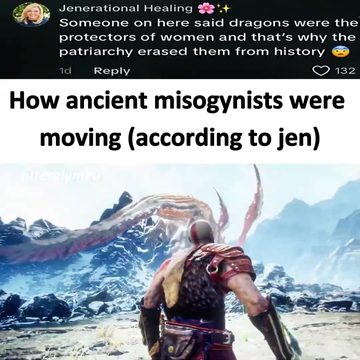 Jenerational Healing 🌸✨
Someone on here said dragons were the
protectors of women and that's why the
patriarchy erased them from history 😨
1d Reply 132
How ancient misogynists were
moving (according to jen)